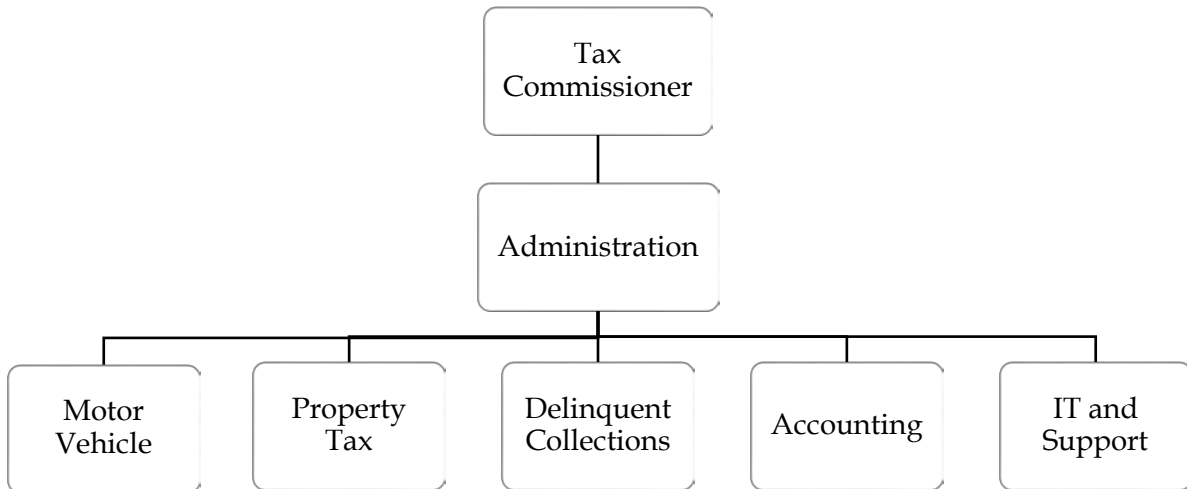 Tax
Commissioner
Administration
Motor
Vehicle
Property
Tax
Delinquent
Collections
Accounting
IT and
Support